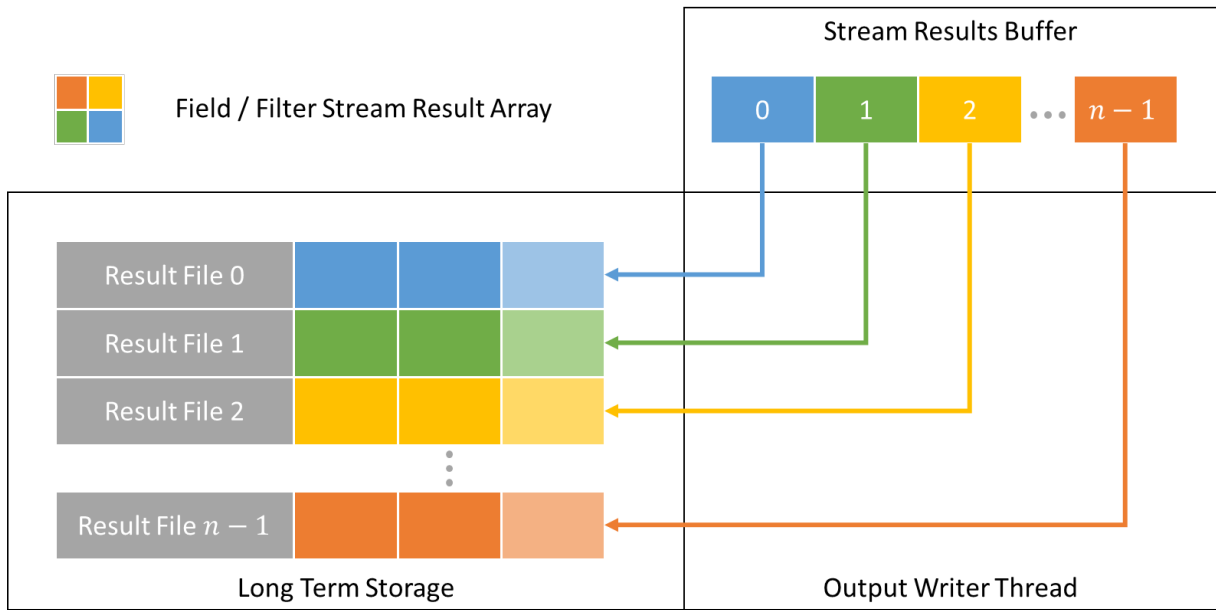 Stream Results Buffer
Field / Filter Stream Result Array
0 1 2 n − 1
Result File 0
Result File 1
Result File 2
Result File n − 1
Long Term Storage
Output Writer Thread